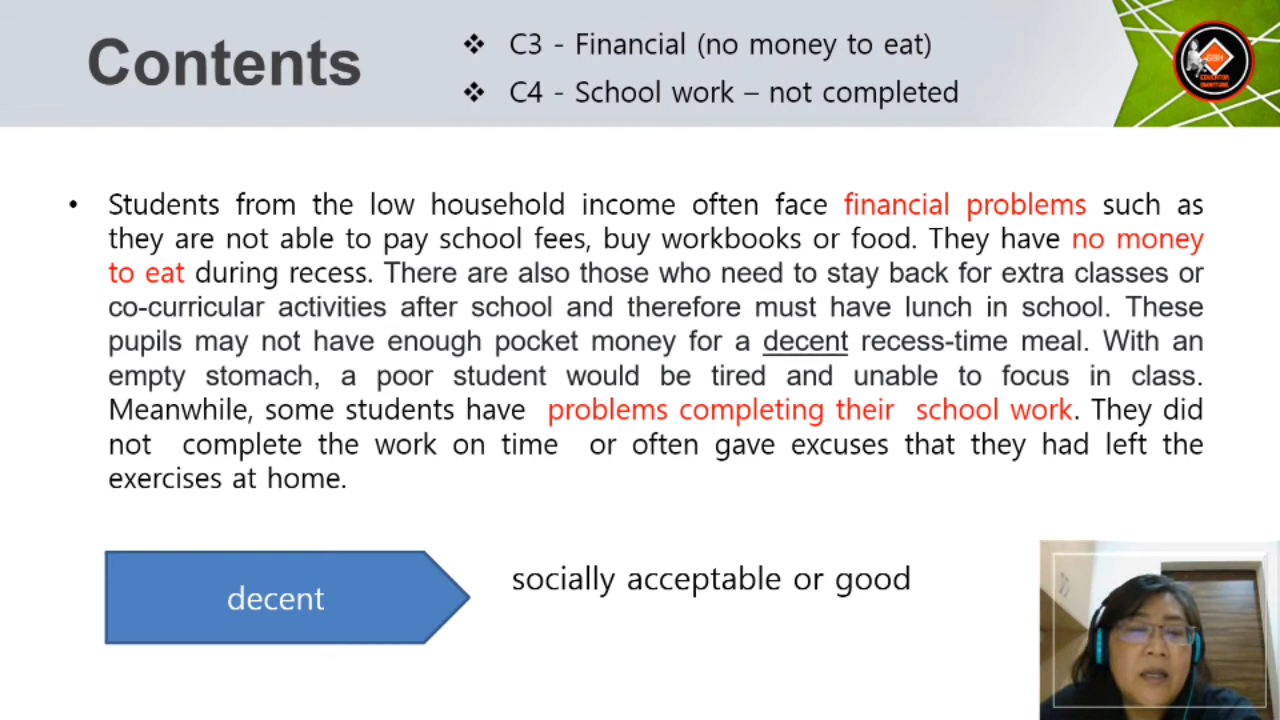 Contents
❖ C3 - Financial (no money to eat)
❖ C4 - School work – not completed
• Students from the low household income often face financial problems such as
they are not able to pay school fees, buy workbooks or food. They have no money
to eat during recess. There are also those who need to stay back for extra classes or
co-curricular activities after school and therefore must have lunch in school. These
pupils may not have enough pocket money for a decent recess-time meal. With an
empty stomach, a poor student would be tired and unable to focus in class.
Meanwhile, some students have problems completing their school work. They did
not complete the work on time or often gave excuses that they had left the
exercises at home.
decent
socially acceptable or good